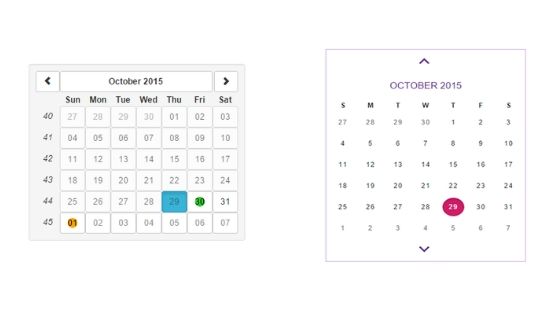 October 2015
Sun Mon Tue Wed Thu Fri Sat
40 27 28 29 30 01 02 03
41 04 05 06 07 08 09 10
42 11 12 13 14 15 16 17
43 18 19 20 21 22 23 24
44 25 26 27 28 29 30 31
45 01 02 03 04 05 06 07
OCTOBER 2015
S M T W T F S
27 28 29 30 1 2 3
4 5 6 7 8 9 10
11 12 13 14 15 16 17
18 19 20 21 22 23 24
25 26 27 28 29 30 31
1 2 3 4 5 6 7